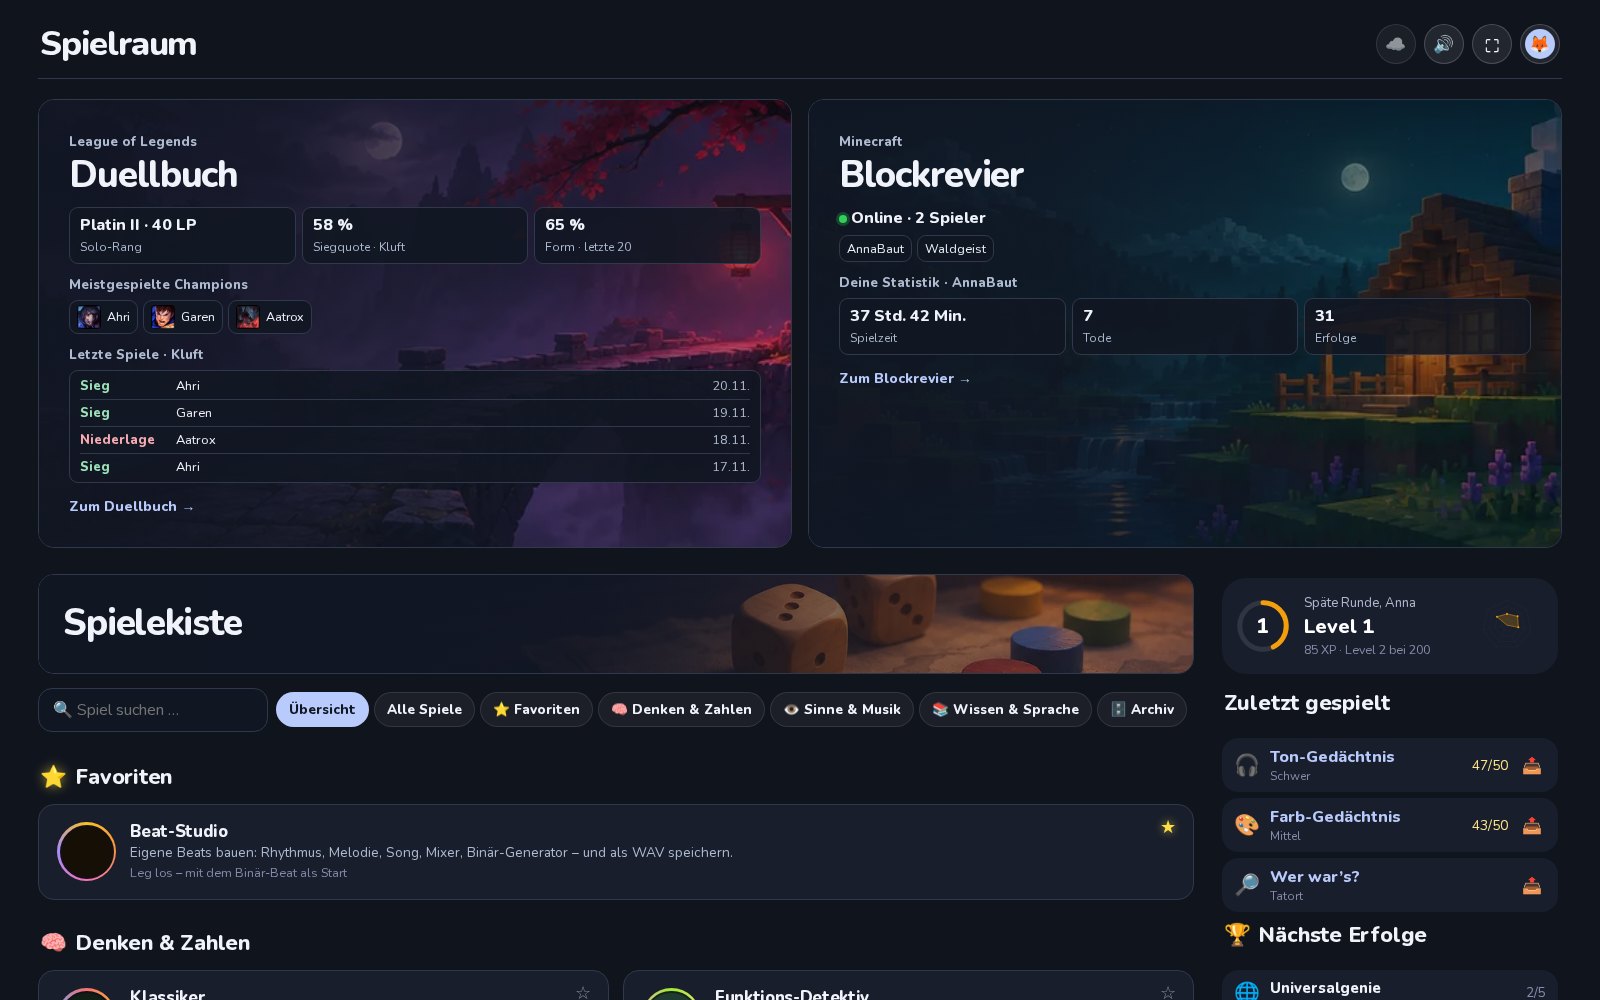 Spielraum
League of Legends
Duellbuch
Platin II · 40 LP
Solo-Rang
58 %
Siegquote · Kluft
65 %
Form · letzte 20
Meistgespielte Champions
Ahri
Garen
Aatrox
Letzte Spiele · Kluft
Sieg Ahri 20.11.
Sieg Garen 19.11.
Niederlage Aatrox 18.11.
Sieg Ahri 17.11.
Zum Duellbuch →
Minecraft
Blockrevier
Online · 2 Spieler
AnnaBaut
Waldgeist
Deine Statistik · AnnaBaut
37 Std. 42 Min.
Spielzeit
7
Tode
31
Erfolge
Zum Blockrevier →
Spielekiste
Spiel suchen …
Übersicht
Alle Spiele
Favoriten
Denken & Zahlen
Sinne & Musik
Wissen & Sprache
Archiv
Favoriten
Beat-Studio
Eigene Beats bauen: Rhythmus, Melodie, Song, Mixer, Binär-Generator – und als WAV speichern.
Leg los – mit dem Binär-Beat als Start
Denken & Zahlen
Klassiker
Funktions-Detektiv
1
Späte Runde, Anna
Level 1
85 XP · Level 2 bei 200
Zuletzt gespielt
Ton-Gedächtnis
Schwer
47/50
Farb-Gedächtnis
Mittel
43/50
Wer war's?
Tatort
Nächste Erfolge
Universalgenie
2/5